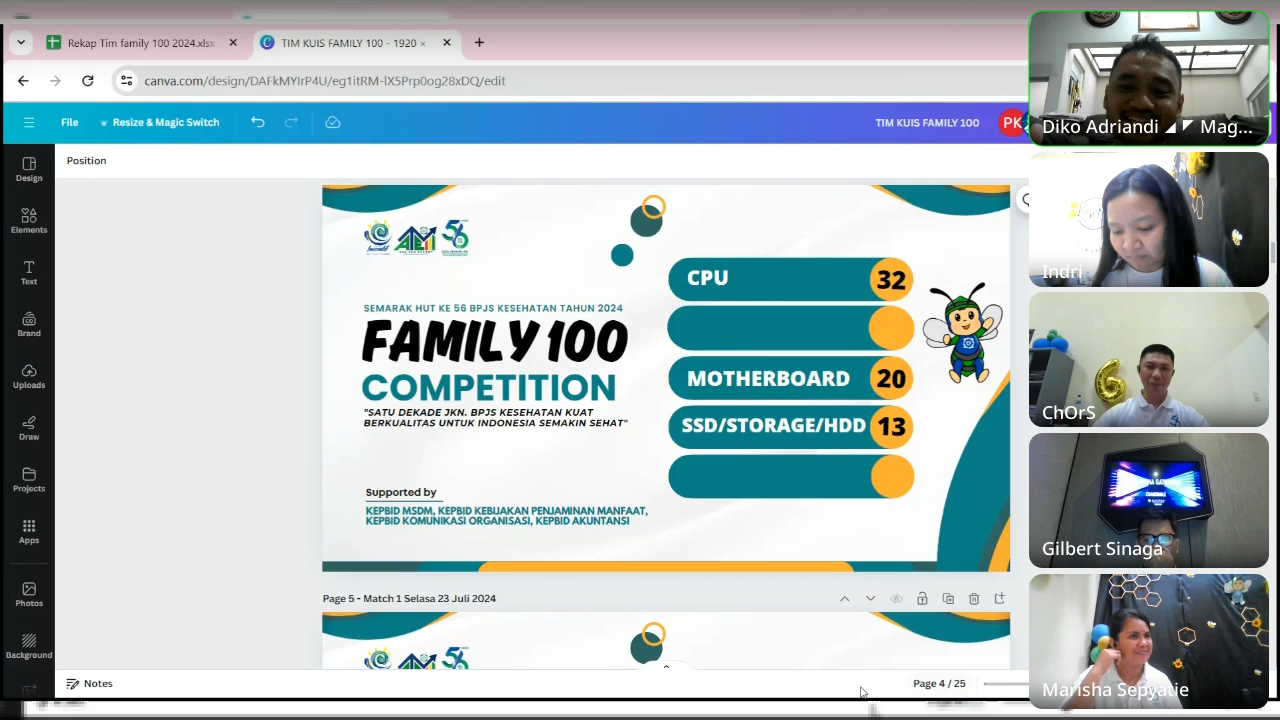 Rekap Tim family 100 2024.xls
TIM KUIS FAMILY 100 - 1920 ×
canva.com/design/DAFkMYIrP4U/eg1itRM-lX5Prp0og28xDQ/edit
File
Resize & Magic Switch
TIM KUIS FAMILY 100
PK
Position
Design
Elements
Text
Brand
Uploads
Draw
Projects
Apps
Photos
Background
56
SEMARAK HUT KE 56 BPJS KESEHATAN TAHUN 2024
FAMILY 100
COMPETITION
"SATU DEKADE JKN. BPJS KESEHATAN KUAT
BERKUALITAS UNTUK INDONESIA SEMAKIN SEHAT"
Supported by
KEPBID MSDM, KEPBID KEBIJAKAN PENJAMINAN MANFAAT,
KEPBID KOMUNIKASI ORGANISASI, KEPBID AKUNTANSI
CPU 32
MOTHERBOARD 20
SSD/STORAGE/HDD 13
Page 5 - Match 1 Selasa 23 Juli 2024
Notes
Page 4 / 25
Diko Adriandi ◢ ◤ Mag...
Indri
ChOrS
Gilbert Sinaga
Marisha Sepyatie